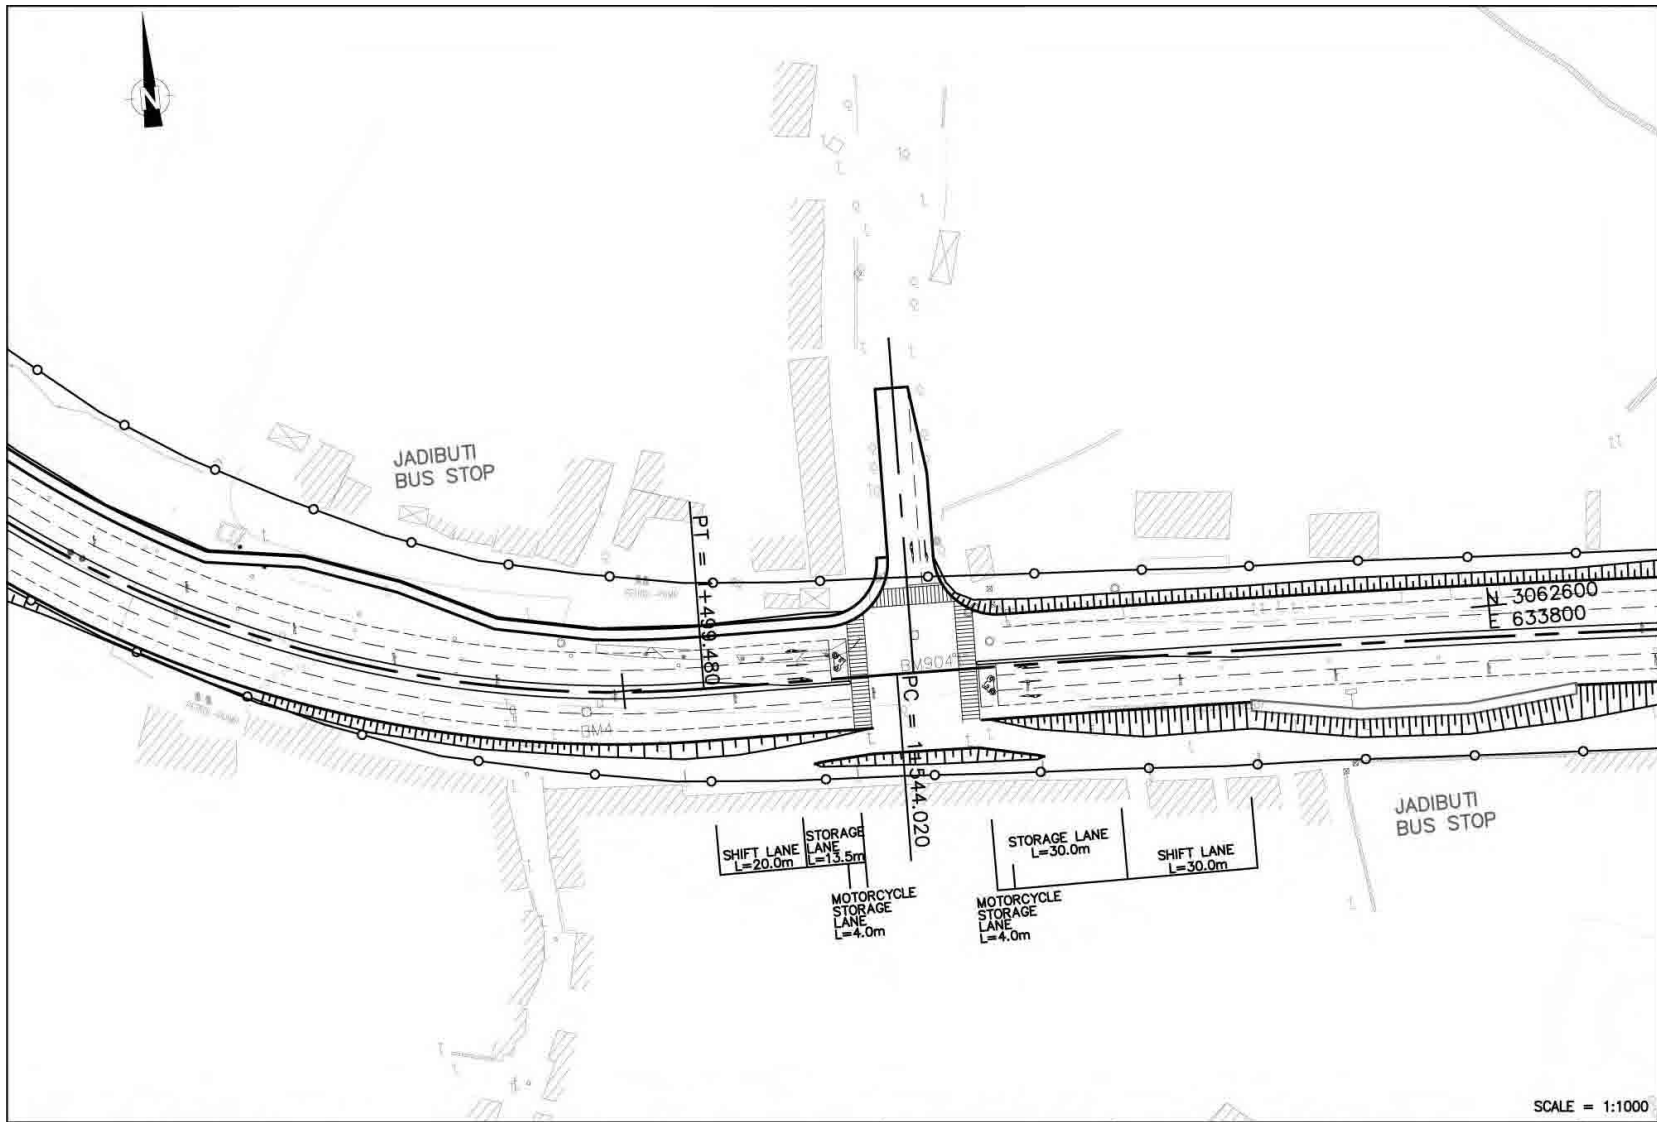 N
JADIBUTI
BUS STOP
PT = 1+499.480
N 3062600
E 633800
BM904
BM4
PC = 1+544.020
JADIBUTI
BUS STOP
SHIFT LANE
L=20.0m
STORAGE
LANE
L=13.5m
MOTORCYCLE
STORAGE
LANE
L=4.0m
STORAGE LANE
L=30.0m
SHIFT LANE
L=30.0m
MOTORCYCLE
STORAGE
LANE
L=4.0m
SCALE = 1:1000